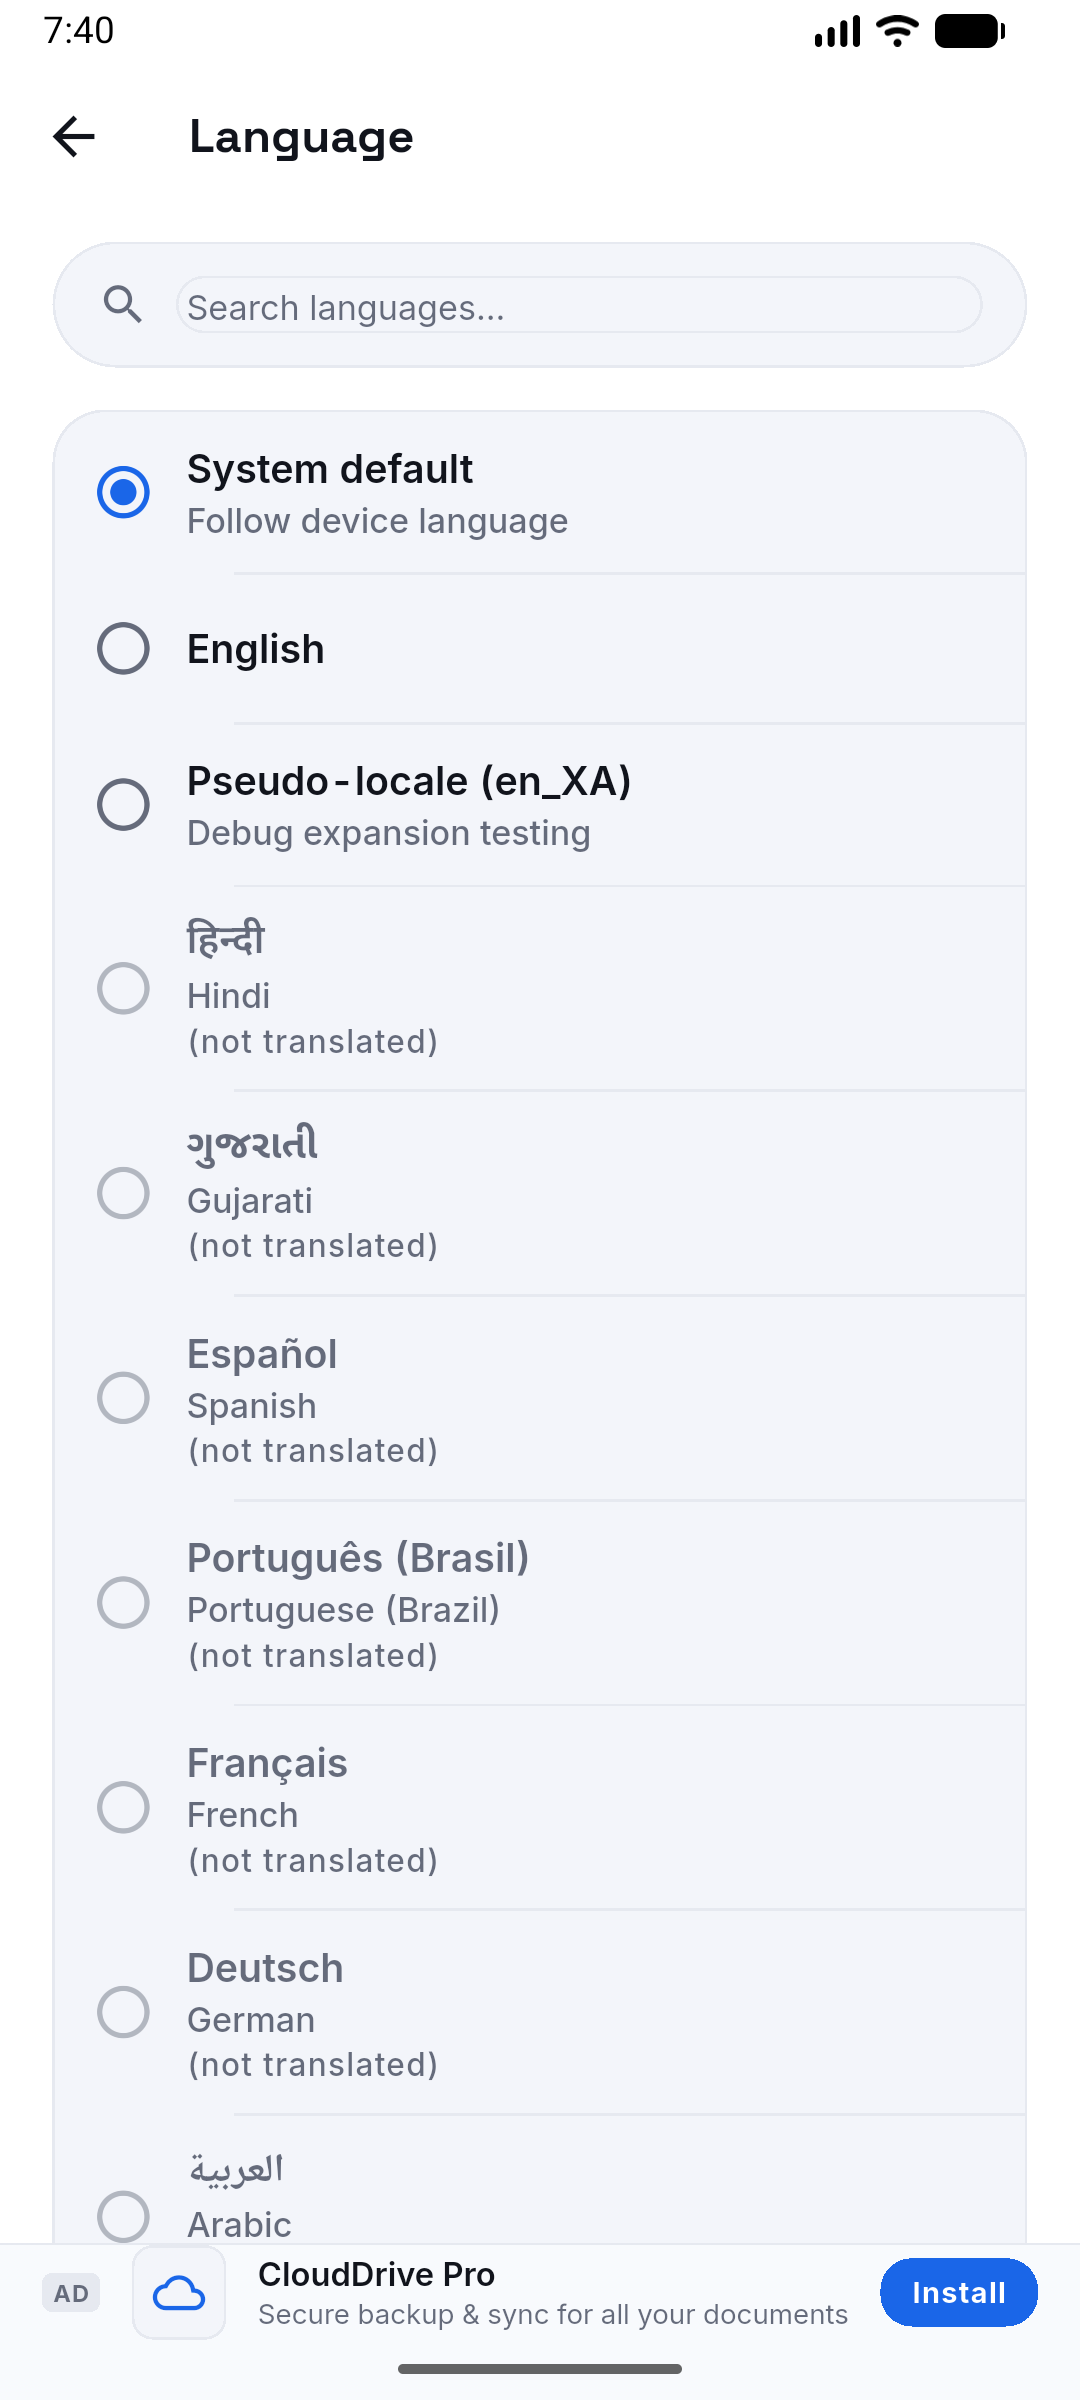 7:40
Language
Search languages...
System default
Follow device language
English
Pseudo-locale (en_XA)
Debug expansion testing
हिन्दी
Hindi
(not translated)
ગુજરાતી
Gujarati
(not translated)
Español
Spanish
(not translated)
Português (Brasil)
Portuguese (Brazil)
(not translated)
Français
French
(not translated)
Deutsch
German
(not translated)
العربية
Arabic
AD
CloudDrive Pro
Secure backup & sync for all your documents
Install